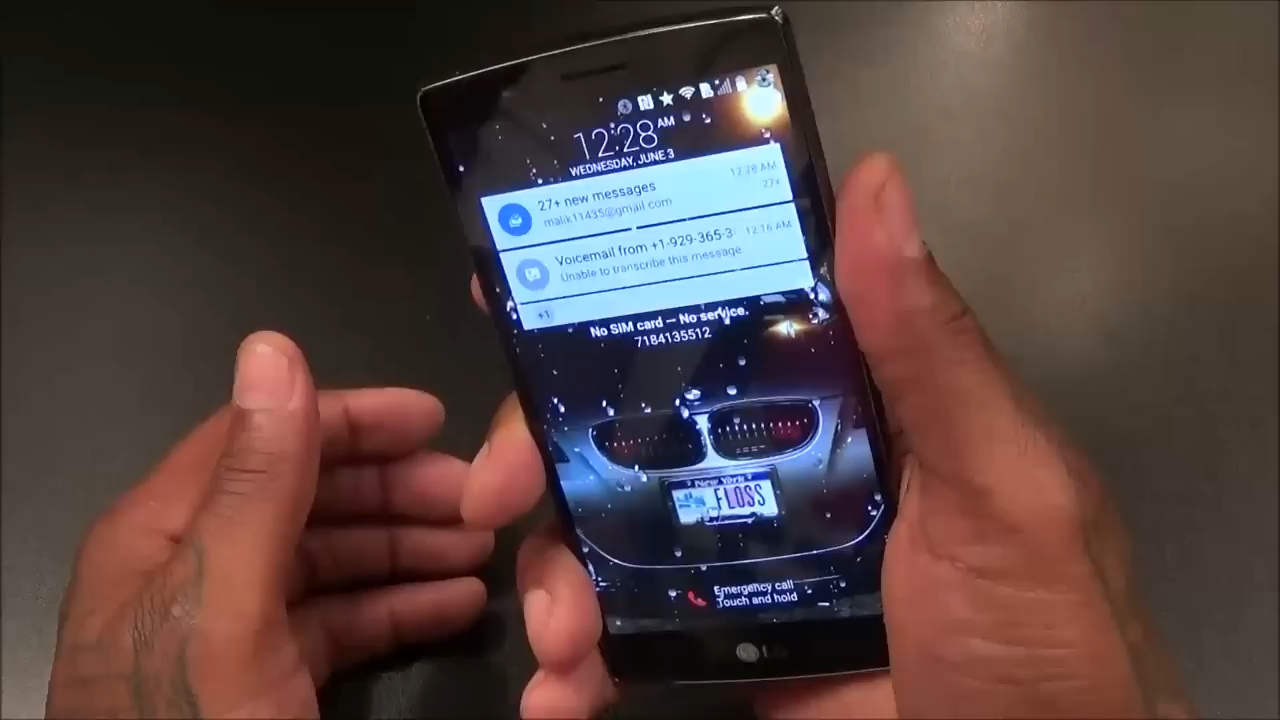 12:28 AM
WEDNESDAY, JUNE 3
27+ new messages 12:28 AM
malik11435@gmail.com 27+
Voicemail from +1-929-365-3 12:16 AM
Unable to transcribe this message
+1
No SIM card – No service.
7184135512
New York
FLOSS
Emergency call
Touch and hold
LG